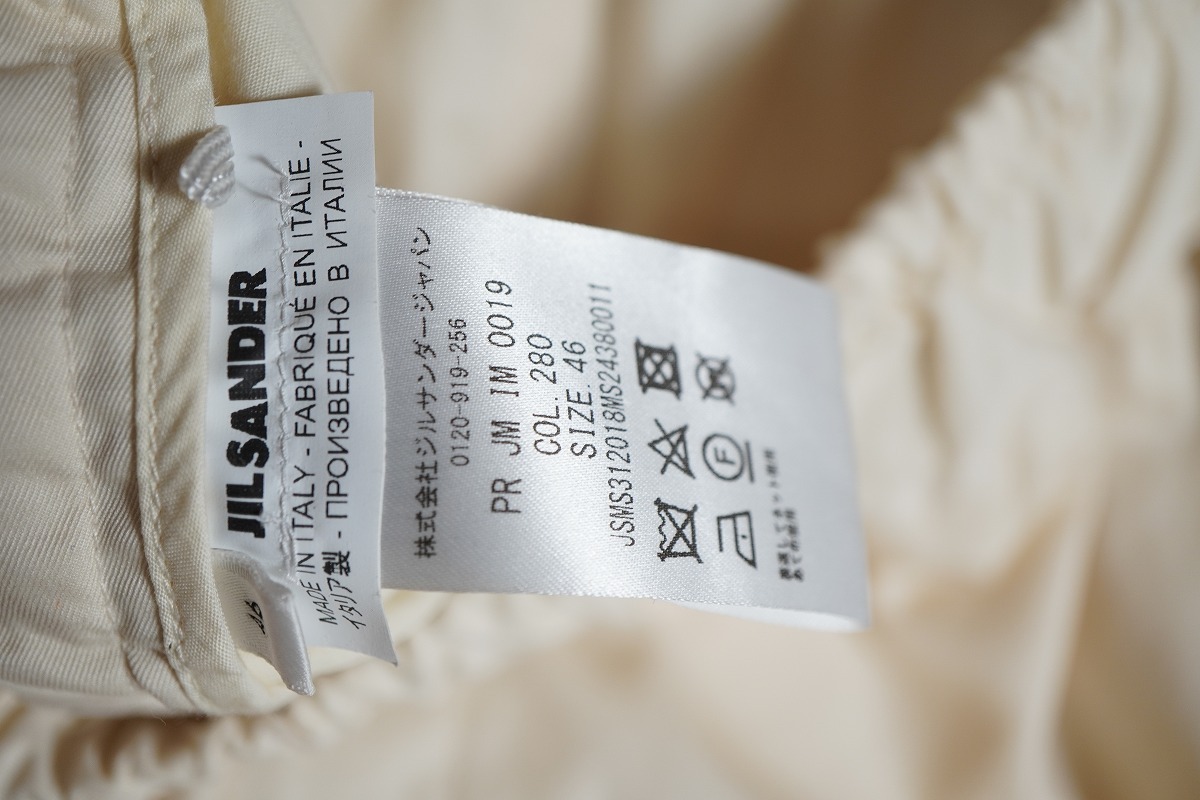 JILSANDER
MADE IN ITALY - FABRIQUÉ EN ITALIE -
イタリア製 - ПРОИЗВЕДЕНО В ИТАЛИИ
46
株式会社ジルサンダージャパン
0120-919-256
PR JM IM 0019
COL. 280
SIZE. 46
JSMS312018MS24380011
F